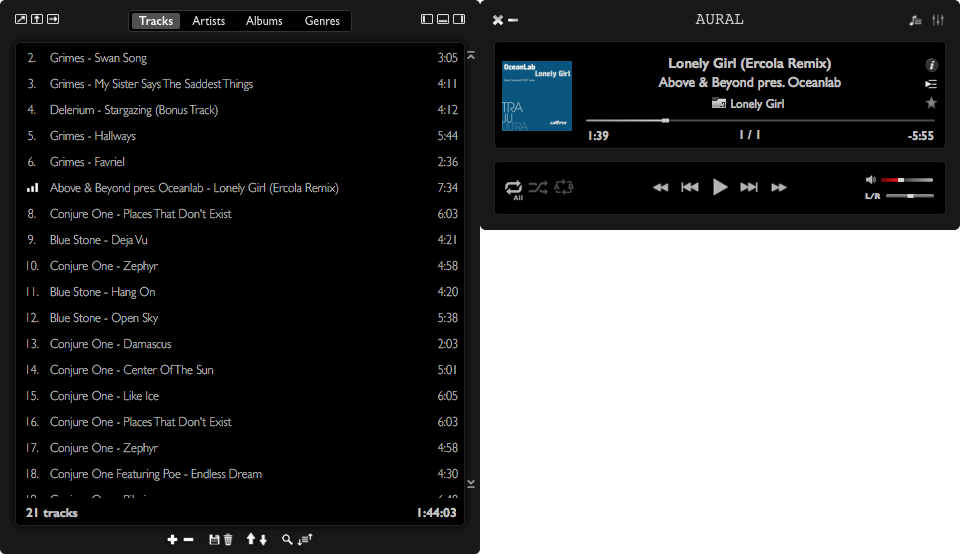 Tracks Artists Albums Genres
2. Grimes - Swan Song 3:05
3. Grimes - My Sister Says The Saddest Things 4:11
4. Delerium - Stargazing (Bonus Track) 4:12
5. Grimes - Hallways 5:44
6. Grimes - Favriel 2:36
Above & Beyond pres. Oceanlab - Lonely Girl (Ercola Remix) 7:34
8. Conjure One - Places That Don't Exist 6:03
9. Blue Stone - Deja Vu 4:21
10. Conjure One - Zephyr 4:58
11. Blue Stone - Hang On 4:20
12. Blue Stone - Open Sky 5:38
13. Conjure One - Damascus 2:03
14. Conjure One - Center Of The Sun 5:01
15. Conjure One - Like Ice 6:05
16. Conjure One - Places That Don't Exist 6:03
17. Conjure One - Zephyr 4:58
18. Conjure One Featuring Poe - Endless Dream 4:30
21 tracks 1:44:03
AURAL
OceanLab
Lonely Girl
TRA
JU
ULTRA
Lonely Girl (Ercola Remix)
Above & Beyond pres. Oceanlab
Lonely Girl
1:39 1 / 1 -5:55
All
A B
L/R